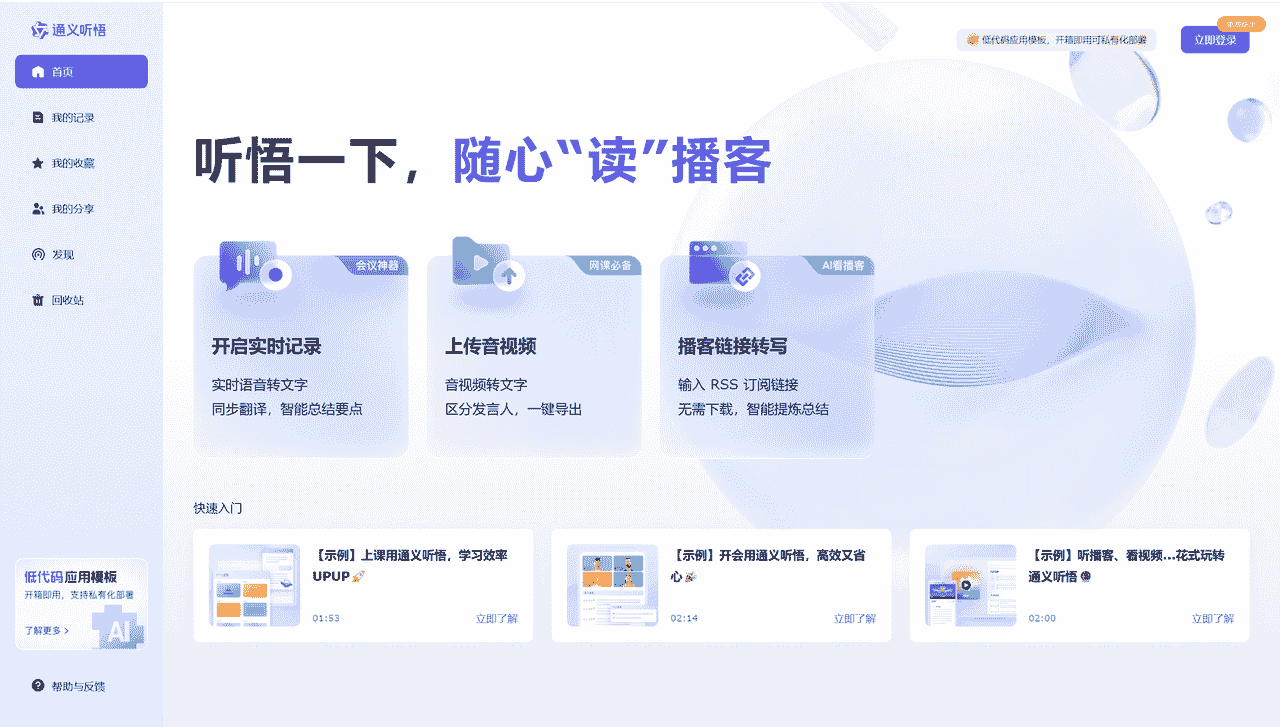 通义听悟
首页
我的记录
我的收藏
我的分享
发现
回收站
低代码应用模板
开箱即用，支持私有化部署
了解更多 >
AI
帮助与反馈
低代码应用模板，开箱即用可私有化部署
立即登录
听悟一下，随心“读”播客
会议神器
开启实时记录
实时语音转文字
同步翻译，智能总结要点
网课必备
上传音视频
音视频转文字
区分发言人，一键导出
AI看播客
播客链接转写
输入 RSS 订阅链接
无需下载，智能提炼总结
快速入门
【示例】上课用通义听悟，学习效率
UPUP🚀
01:53
立即了解
【示例】开会用通义听悟，高效又省
心🎉
02:14
立即了解
【示例】听播客、看视频...花式玩转
通义听悟
02:00
立即了解